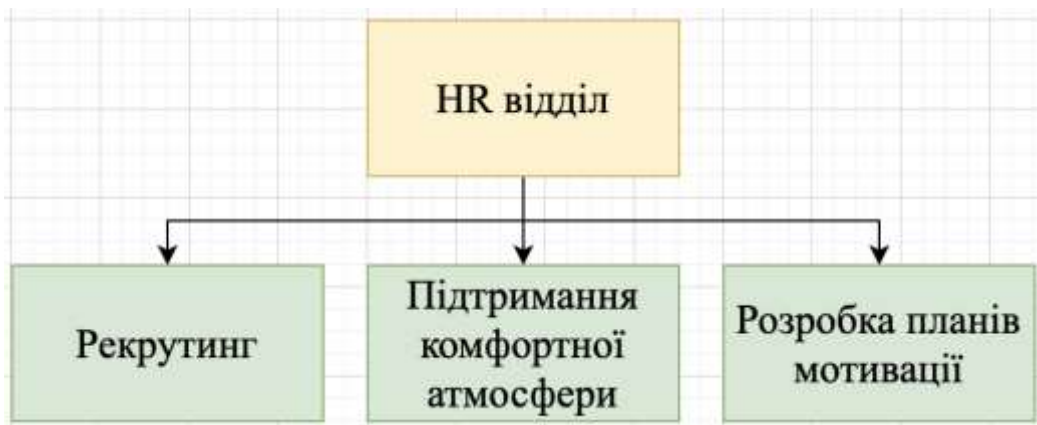 HR відділ
Рекрутинг
Підтримання
комфортної
атмосфери
Розробка планів
мотивації